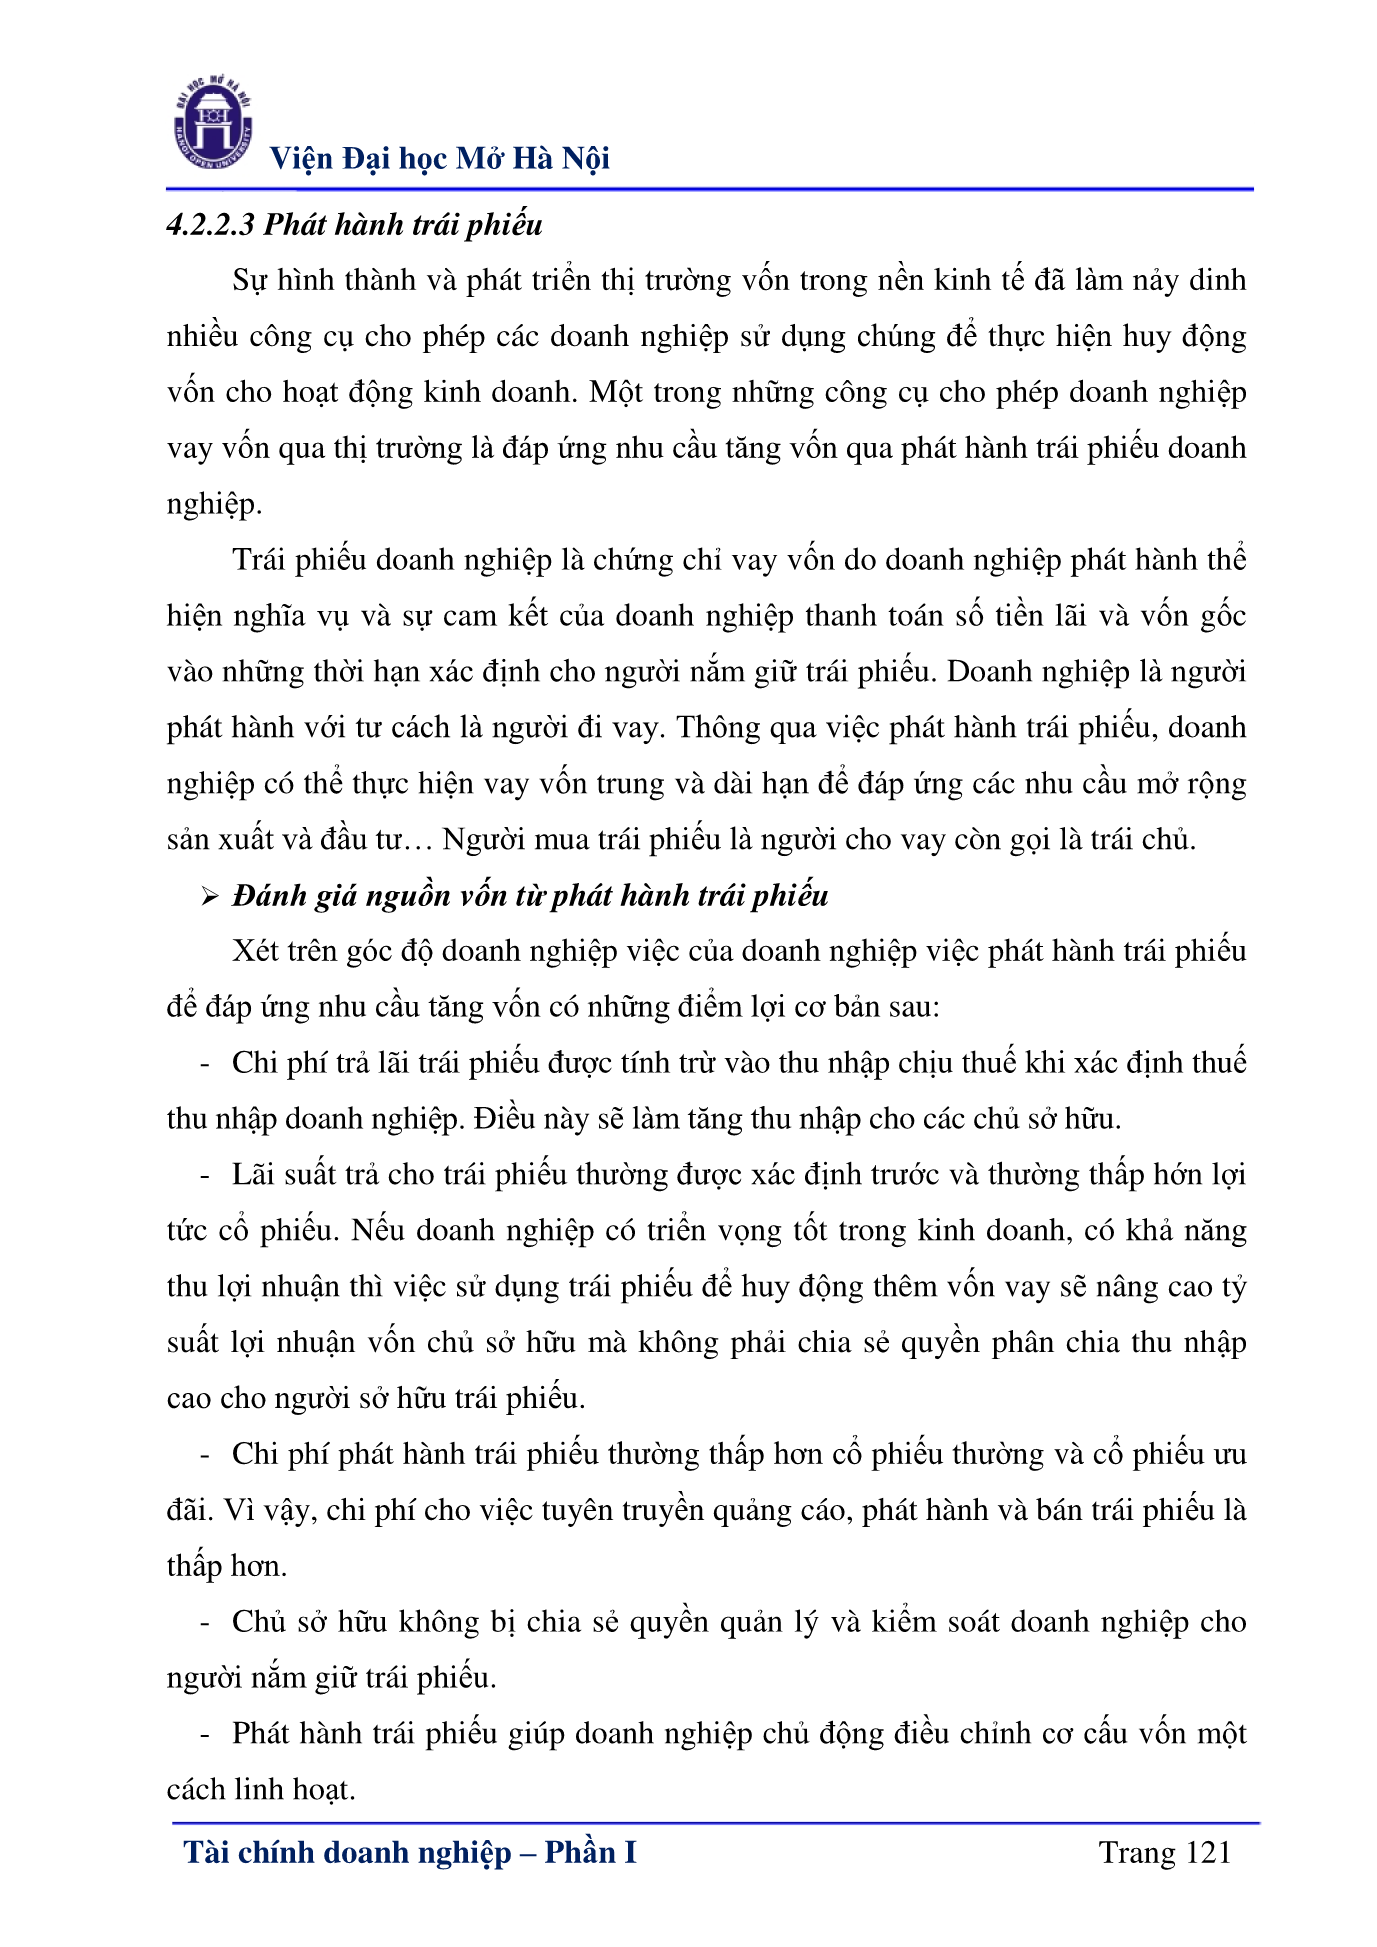 ĐẠI HỌC MỞ HÀ NỘI
HANOI OPEN UNIVERSITY
Viện Đại học Mở Hà Nội
4.2.2.3 Phát hành trái phiếu
Sự hình thành và phát triển thị trường vốn trong nền kinh tế đã làm nảy dinh
nhiều công cụ cho phép các doanh nghiệp sử dụng chúng để thực hiện huy động
vốn cho hoạt động kinh doanh. Một trong những công cụ cho phép doanh nghiệp
vay vốn qua thị trường là đáp ứng nhu cầu tăng vốn qua phát hành trái phiếu doanh
nghiệp.
Trái phiếu doanh nghiệp là chứng chỉ vay vốn do doanh nghiệp phát hành thể
hiện nghĩa vụ và sự cam kết của doanh nghiệp thanh toán số tiền lãi và vốn gốc
vào những thời hạn xác định cho người nắm giữ trái phiếu. Doanh nghiệp là người
phát hành với tư cách là người đi vay. Thông qua việc phát hành trái phiếu, doanh
nghiệp có thể thực hiện vay vốn trung và dài hạn để đáp ứng các nhu cầu mở rộng
sản xuất và đầu tư… Người mua trái phiếu là người cho vay còn gọi là trái chủ.
➢ Đánh giá nguồn vốn từ phát hành trái phiếu
Xét trên góc độ doanh nghiệp việc của doanh nghiệp việc phát hành trái phiếu
để đáp ứng nhu cầu tăng vốn có những điểm lợi cơ bản sau:
- Chi phí trả lãi trái phiếu được tính trừ vào thu nhập chịu thuế khi xác định thuế
thu nhập doanh nghiệp. Điều này sẽ làm tăng thu nhập cho các chủ sở hữu.
- Lãi suất trả cho trái phiếu thường được xác định trước và thường thấp hớn lợi
tức cổ phiếu. Nếu doanh nghiệp có triển vọng tốt trong kinh doanh, có khả năng
thu lợi nhuận thì việc sử dụng trái phiếu để huy động thêm vốn vay sẽ nâng cao tỷ
suất lợi nhuận vốn chủ sở hữu mà không phải chia sẻ quyền phân chia thu nhập
cao cho người sở hữu trái phiếu.
- Chi phí phát hành trái phiếu thường thấp hơn cổ phiếu thường và cổ phiếu ưu
đãi. Vì vậy, chi phí cho việc tuyên truyền quảng cáo, phát hành và bán trái phiếu là
thấp hơn.
- Chủ sở hữu không bị chia sẻ quyền quản lý và kiểm soát doanh nghiệp cho
người nắm giữ trái phiếu.
- Phát hành trái phiếu giúp doanh nghiệp chủ động điều chỉnh cơ cấu vốn một
cách linh hoạt.
Tài chính doanh nghiệp – Phần I
Trang 121